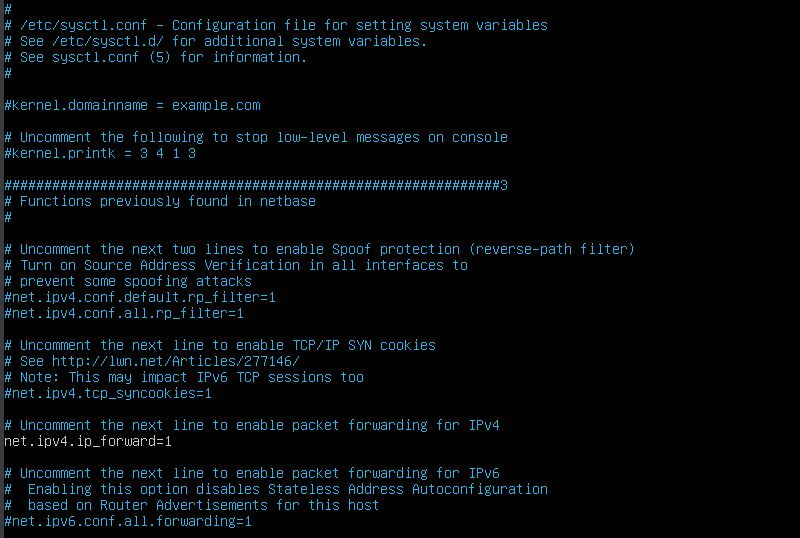 #
# /etc/sysctl.conf - Configuration file for setting system variables
# See /etc/sysctl.d/ for additional system variables.
# See sysctl.conf (5) for information.
#
#kernel.domainname = example.com
# Uncomment the following to stop low-level messages on console
#kernel.printk = 3 4 1 3
##############################################################3
# Functions previously found in netbase
#
# Uncomment the next two lines to enable Spoof protection (reverse-path filter)
# Turn on Source Address Verification in all interfaces to
# prevent some spoofing attacks
#net.ipv4.conf.default.rp_filter=1
#net.ipv4.conf.all.rp_filter=1
# Uncomment the next line to enable TCP/IP SYN cookies
# See http://lwn.net/Articles/277146/
# Note: This may impact IPv6 TCP sessions too
#net.ipv4.tcp_syncookies=1
# Uncomment the next line to enable packet forwarding for IPv4
net.ipv4.ip_forward=1
# Uncomment the next line to enable packet forwarding for IPv6
#  Enabling this option disables Stateless Address Autoconfiguration
#  based on Router Advertisements for this host
#net.ipv6.conf.all.forwarding=1